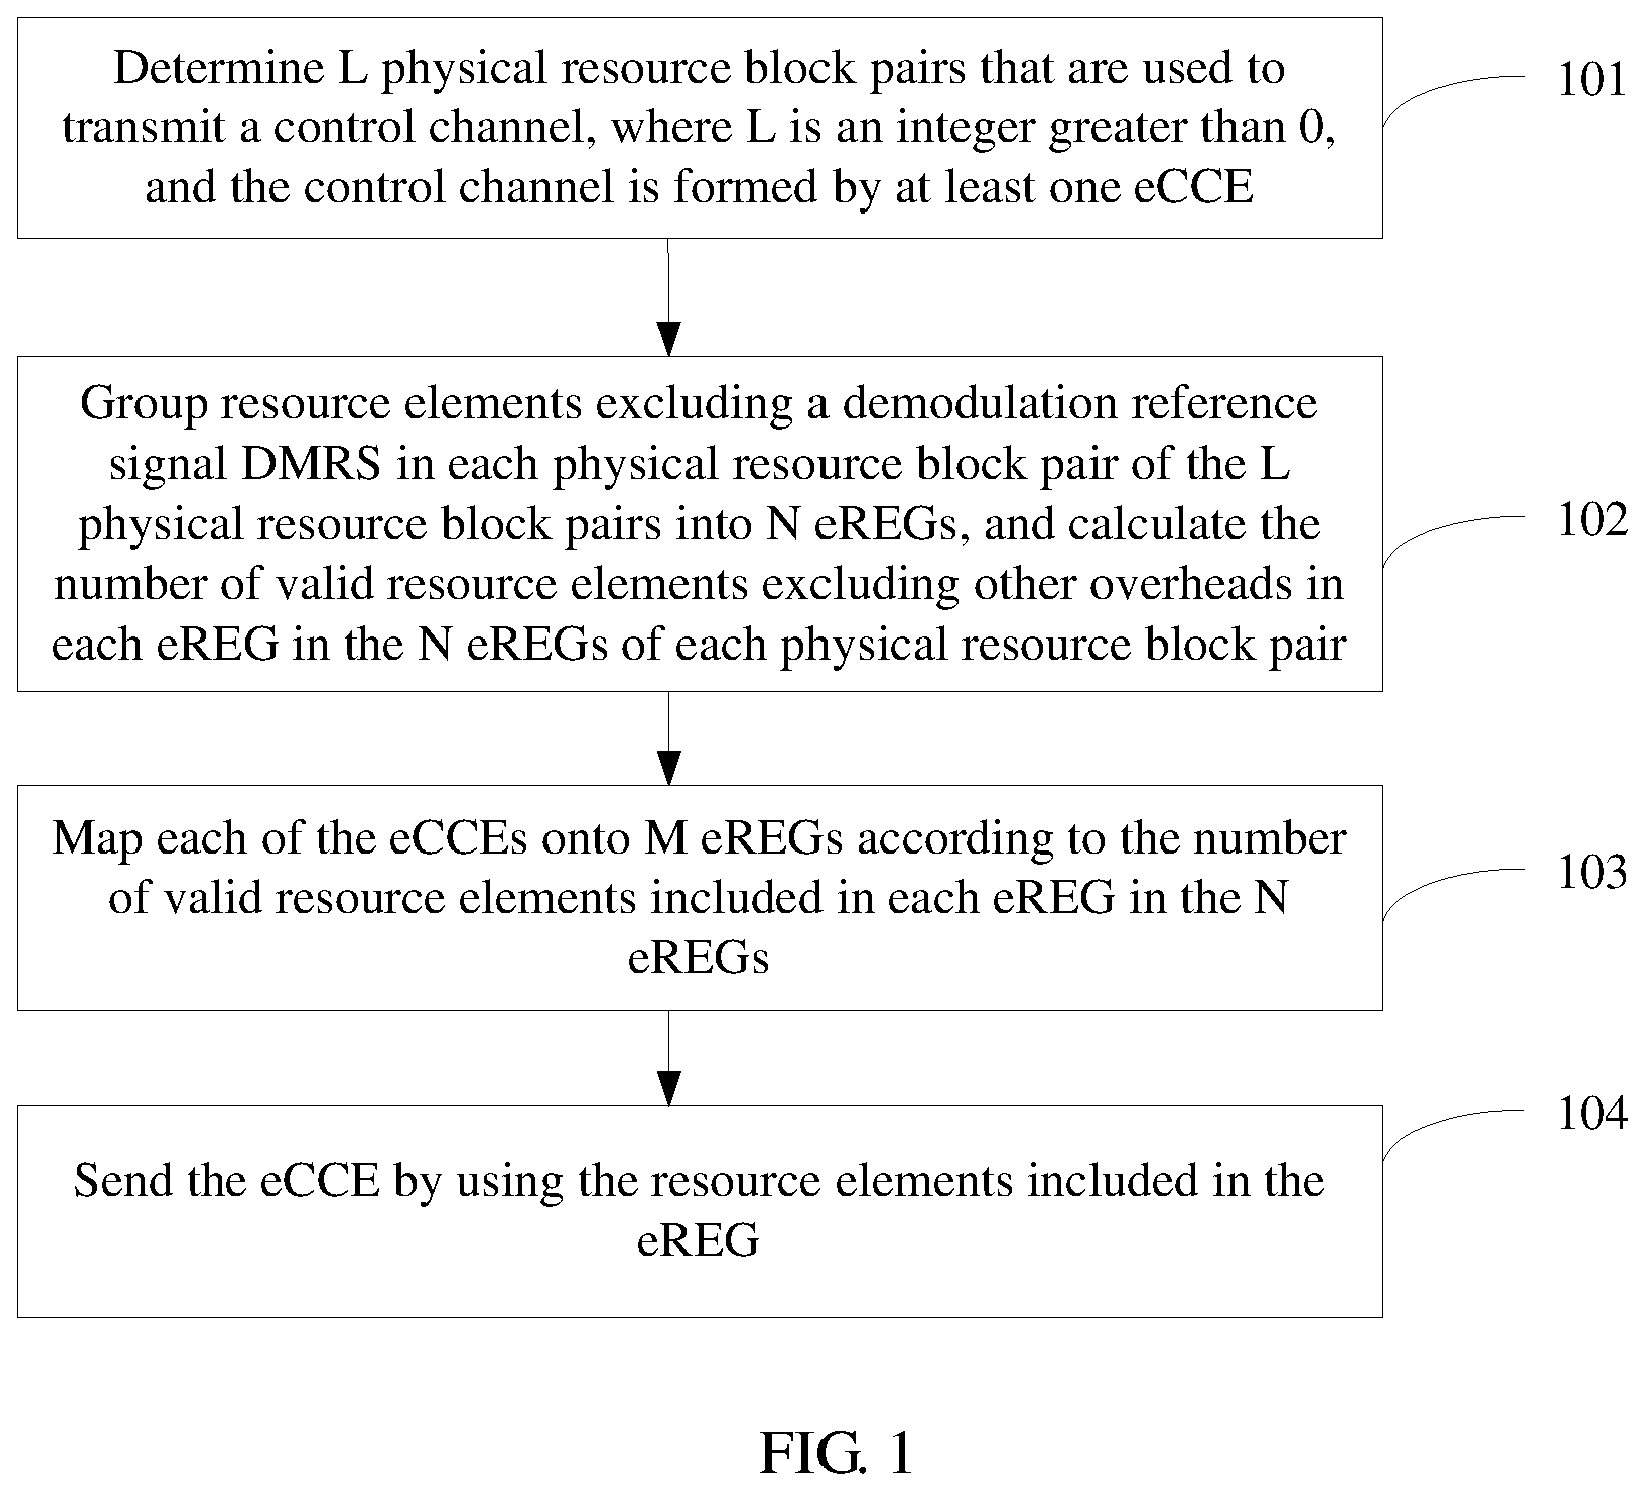 Determine L physical resource block pairs that are used to
transmit a control channel, where L is an integer greater than 0,
and the control channel is formed by at least one eCCE
101
Group resource elements excluding a demodulation reference
signal DMRS in each physical resource block pair of the L
physical resource block pairs into N eREGs, and calculate the
number of valid resource elements excluding other overheads in
each eREG in the N eREGs of each physical resource block pair
102
Map each of the eCCEs onto M eREGs according to the number
of valid resource elements included in each eREG in the N
eREGs
103
Send the eCCE by using the resource elements included in the
eREG
104
FIG. 1